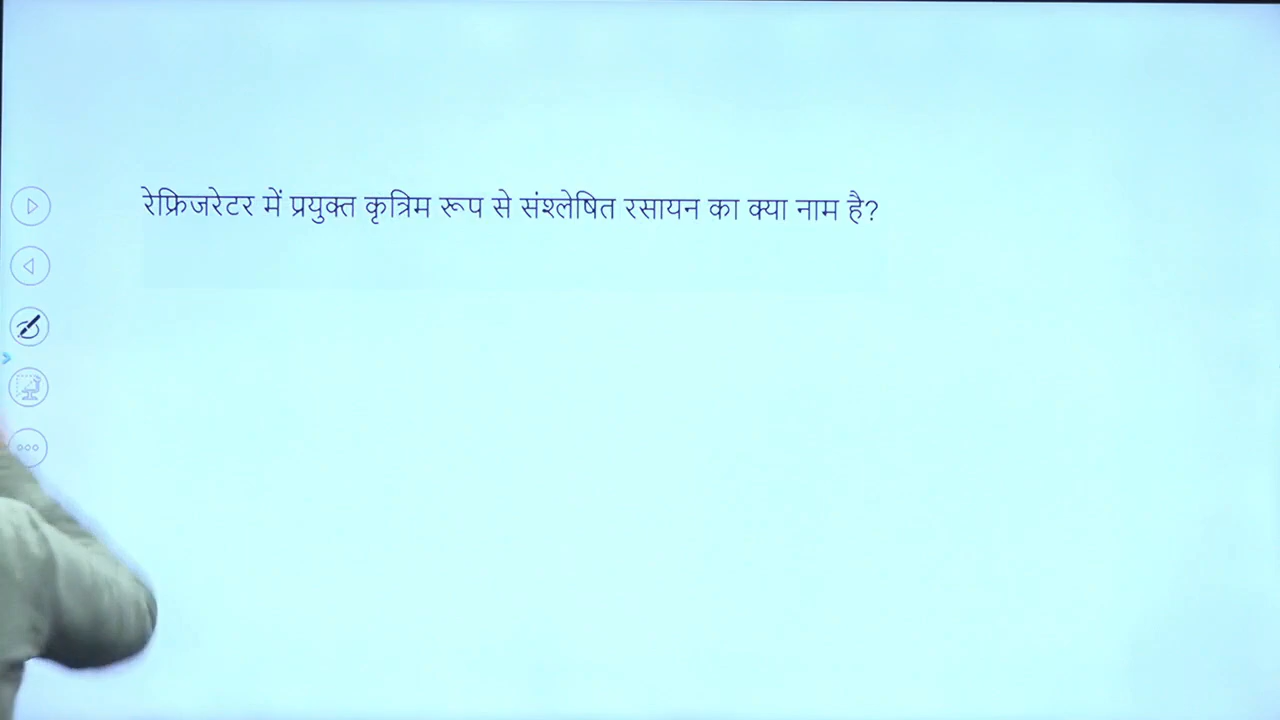 रेफ्रिजरेटर में प्रयुक्त कृत्रिम रूप से संश्लेषित रसायन का क्या नाम है?